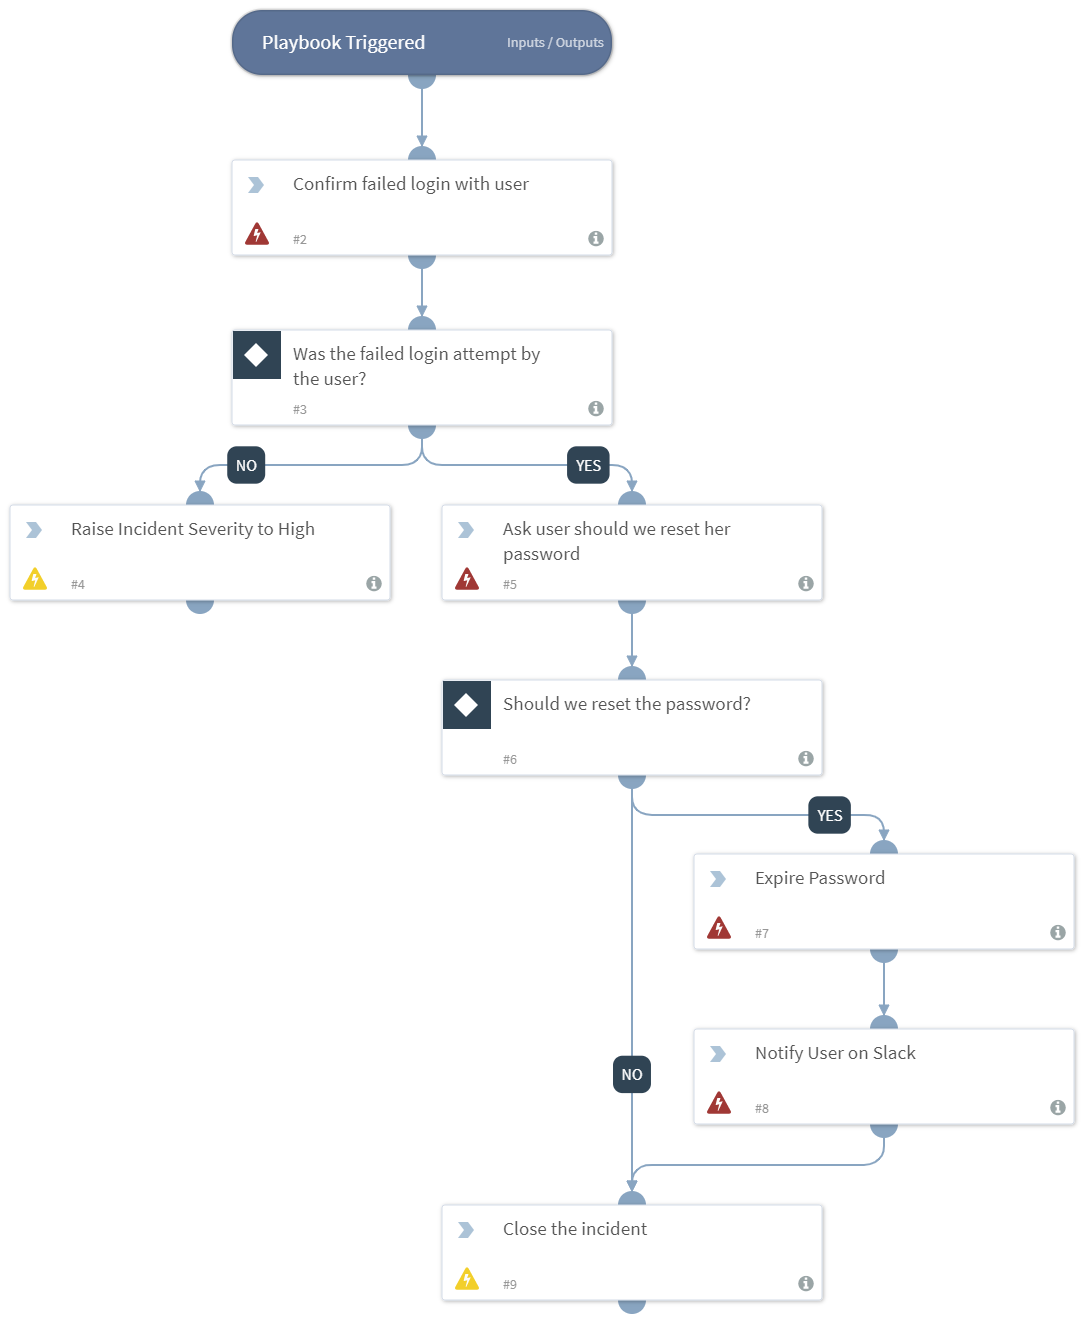 Playbook Triggered
Inputs / Outputs
Confirm failed login with user
#2
Was the failed login attempt by
the user?
#3
NO
YES
Raise Incident Severity to High
#4
Ask user should we reset her
password
#5
Should we reset the password?
#6
YES
Expire Password
#7
Notify User on Slack
#8
NO
Close the incident
#9